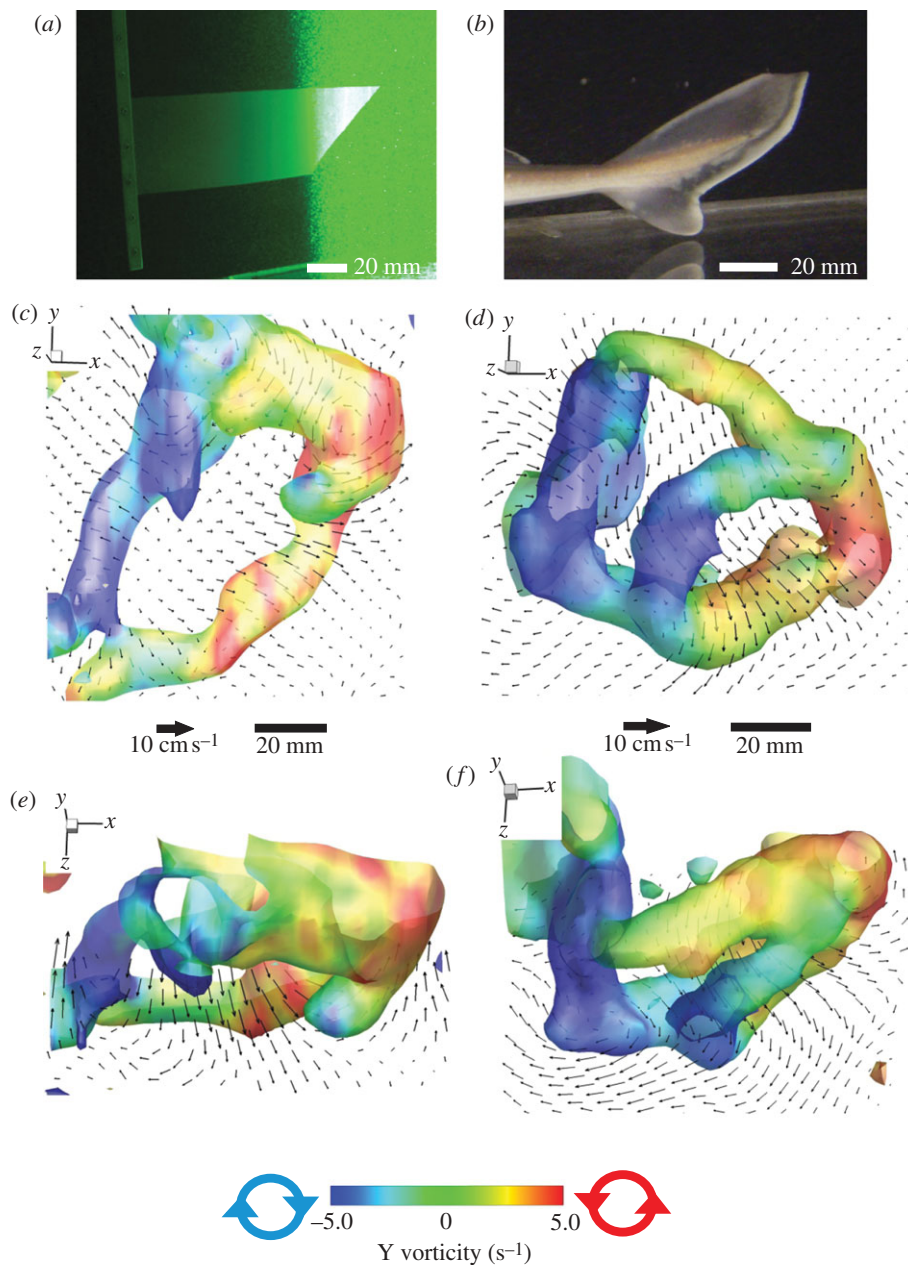 (a)
(b)
20 mm
20 mm
(c)
(d)
y
z
x
y
z
x
10 cm s–1
20 mm
10 cm s–1
20 mm
(e)
(f)
y
x
z
y
x
z
–5.0
0
5.0
Y vorticity (s–1)